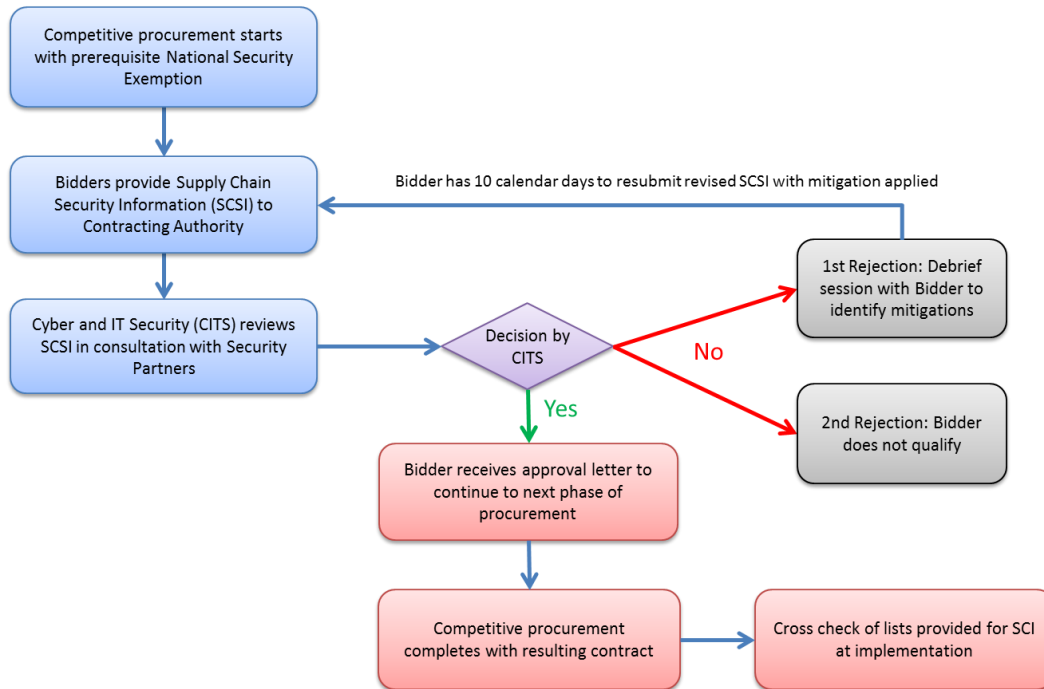 Competitive procurement starts
with prerequisite National Security
Exemption
Bidders provide Supply Chain
Security Information (SCSI) to
Contracting Authority
Bidder has 10 calendar days to resubmit revised SCSI with mitigation applied
1st Rejection: Debrief
session with Bidder to
identify mitigations
Cyber and IT Security (CITS) reviews
SCSI in consultation with Security
Partners
Decision by
CITS
No
Yes
2nd Rejection: Bidder
does not qualify
Bidder receives approval letter to
continue to next phase of
procurement
Competitive procurement
completes with resulting contract
Cross check of lists provided for SCI
at implementation